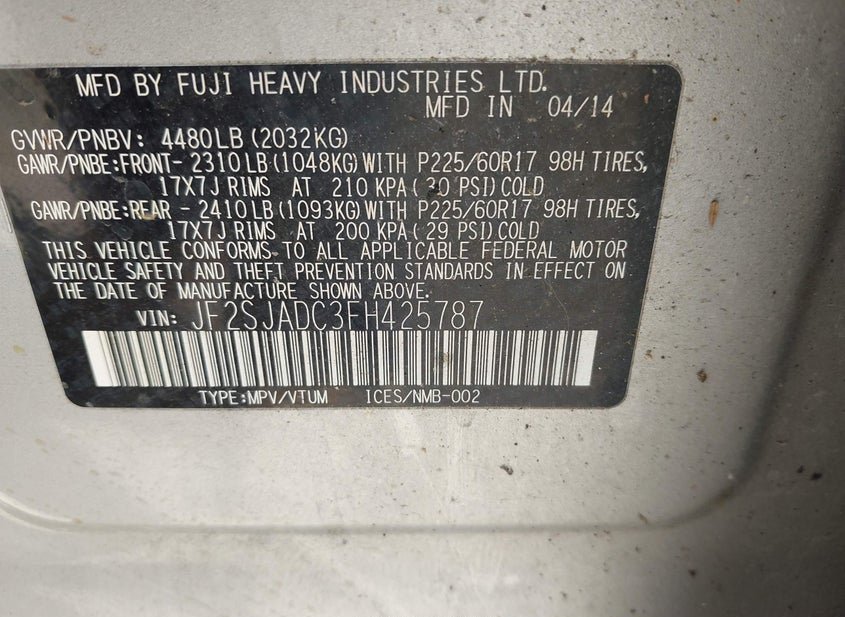 MFD BY FUJI HEAVY INDUSTRIES LTD.
MFD IN 04/14
GVWR/PNBV: 4480LB(2032KG)
GAWR/PNBE:FRONT- 2310LB(1048KG)WITH P225/60R17 98H TIRES,
17X7J RIMS AT 210 KPA(30 PSI)COLD
GAWR/PNBE:REAR - 2410LB(1093KG)WITH P225/60R17 98H TIRES,
17X7J RIMS AT 200 KPA(29 PSI)COLD
THIS VEHICLE CONFORMS TO ALL APPLICABLE FEDERAL MOTOR
VEHICLE SAFETY AND THEFT PREVENTION STANDARDS IN EFFECT ON
THE DATE OF MANUFACTURE SHOWN ABOVE.
VIN: JF2SJADC3FH425787
TYPE:MPV/VTUM ICES/NMB-002